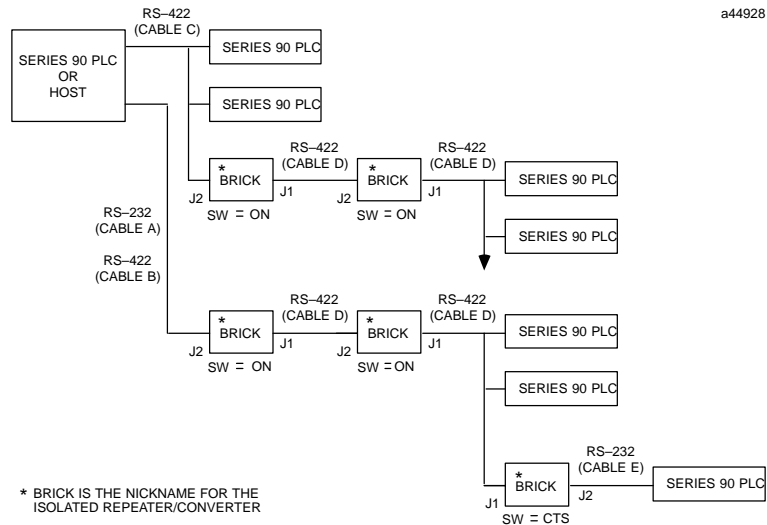 a44928
RS–422
(CABLE C)
SERIES 90 PLC
OR
HOST
SERIES 90 PLC
SERIES 90 PLC
RS–422
(CABLE D)
RS–422
(CABLE D)
*
BRICK
*
BRICK
SERIES 90 PLC
J2
J1
J2
J1
SW = ON
SW = ON
RS–232
(CABLE A)
SERIES 90 PLC
RS–422
(CABLE B)
RS–422
(CABLE D)
RS–422
(CABLE D)
*
BRICK
*
BRICK
SERIES 90 PLC
J2
J1
J2
J1
SW = ON
SW = ON
SERIES 90 PLC
RS–232
(CABLE E)
*
BRICK
SERIES 90 PLC
J1
J2
SW = CTS
* BRICK IS THE NICKNAME FOR THE
ISOLATED REPEATER/CONVERTER